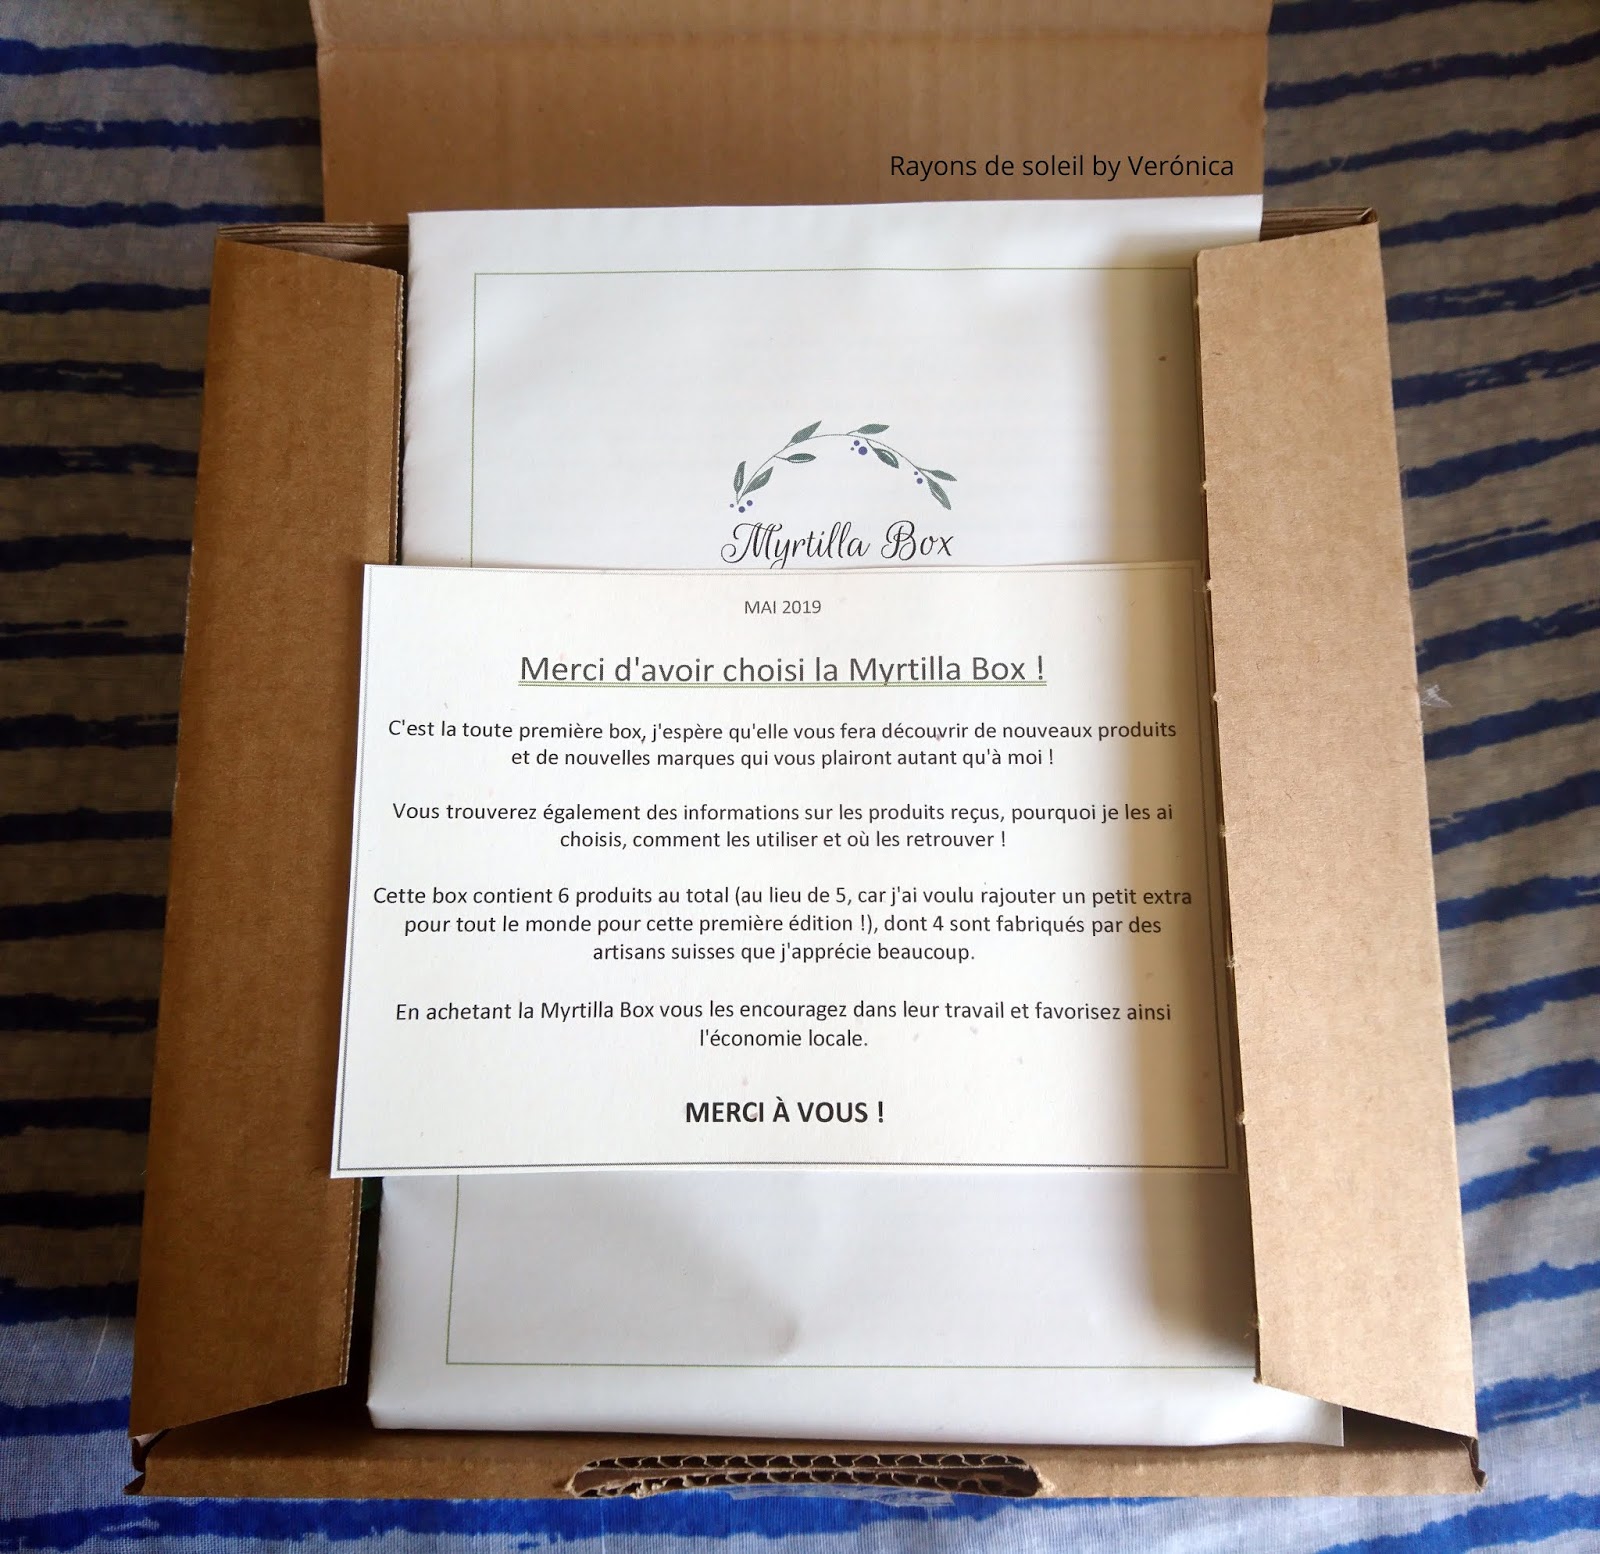 Rayons de soleil by Verónica
Myrtilla Box
MAI 2019
Merci d'avoir choisi la Myrtilla Box !
C'est la toute première box, j'espère qu'elle vous fera découvrir de nouveaux produits
et de nouvelles marques qui vous plairont autant qu'à moi !
Vous trouverez également des informations sur les produits reçus, pourquoi je les ai
choisis, comment les utiliser et où les retrouver !
Cette box contient 6 produits au total (au lieu de 5, car j'ai voulu rajouter un petit extra
pour tout le monde pour cette première édition !), dont 4 sont fabriqués par des
artisans suisses que j'apprécie beaucoup.
En achetant la Myrtilla Box vous les encouragez dans leur travail et favorisez ainsi
l'économie locale.
MERCI À VOUS !